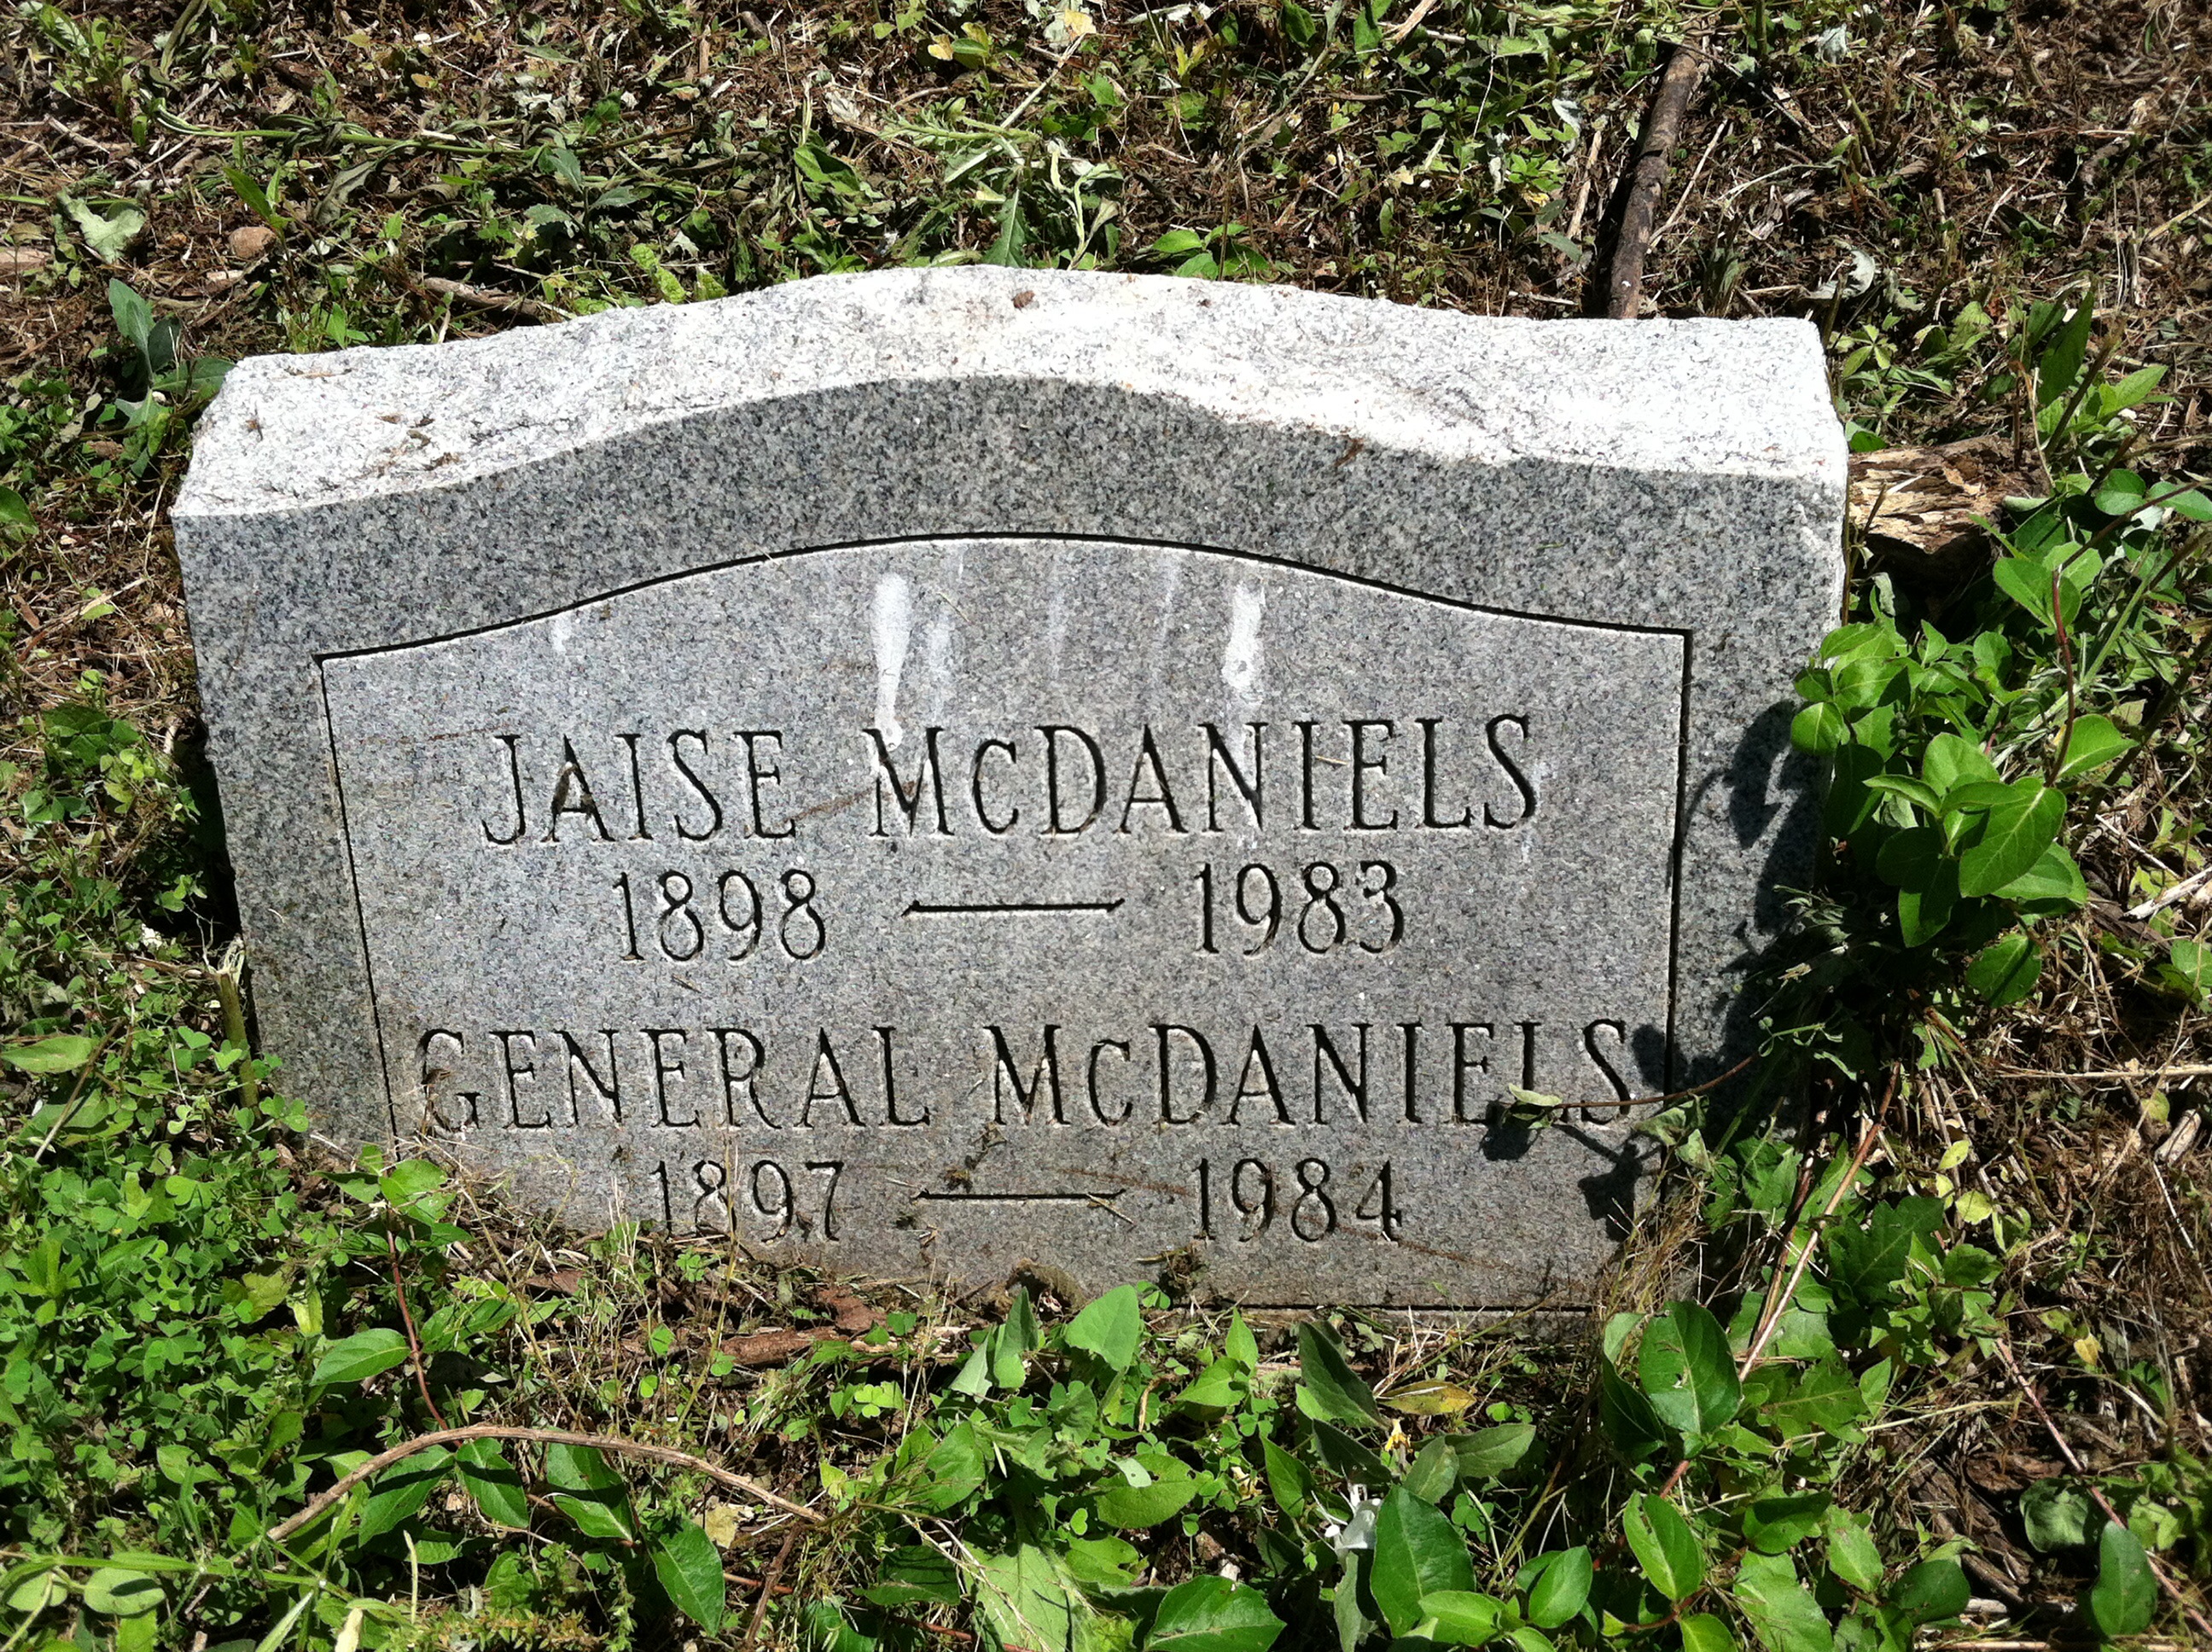 JAISE McDANIELS
1898 — 1983
GENERAL McDANIELS
1897 — 1984